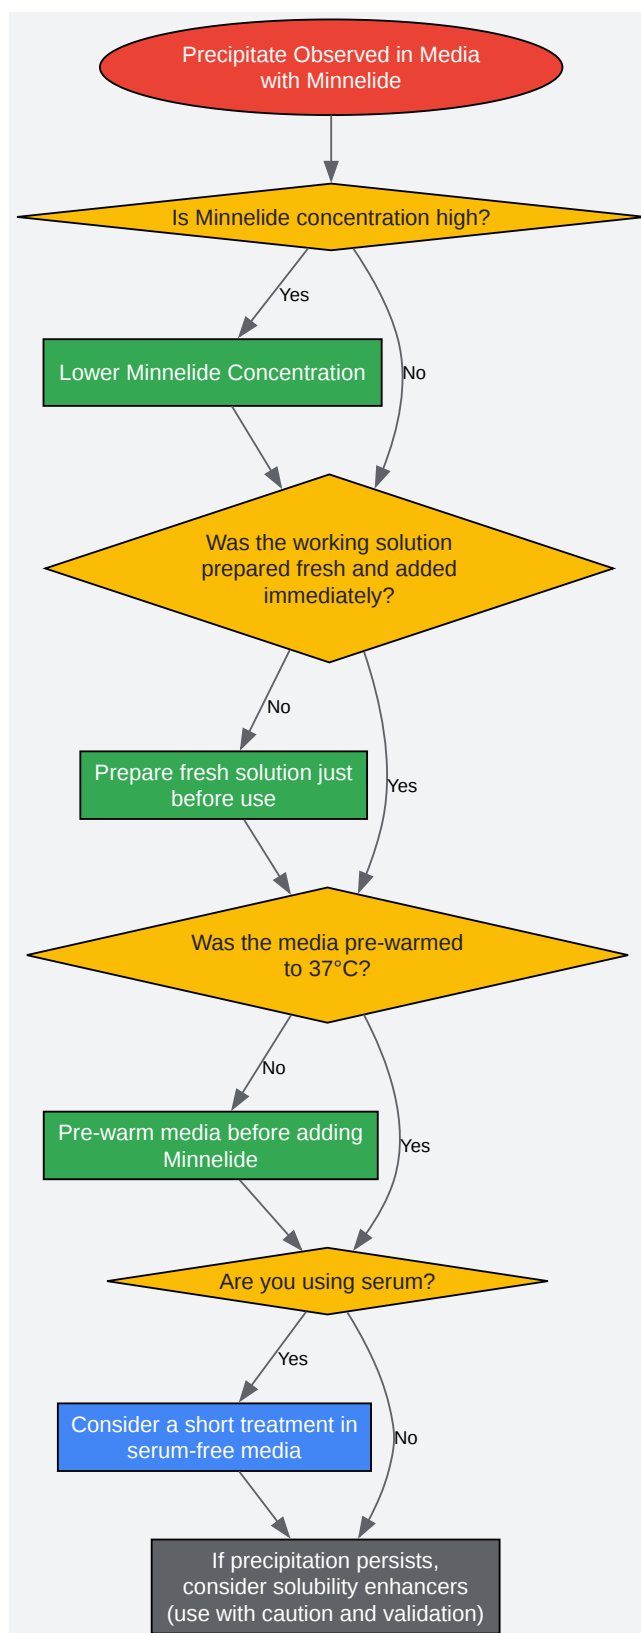 Precipitate Observed in Media
with Minnelide
Is Minnelide concentration high?
Yes
Lower Minnelide Concentration
No
Was the working solution
prepared fresh and added
immediately?
No
Prepare fresh solution just
before use
Yes
Was the media pre-warmed
to 37°C?
No
Pre-warm media before adding
Minnelide
Yes
Are you using serum?
Yes
Consider a short treatment in
serum-free media
No
If precipitation persists,
consider solubility enhancers
(use with caution and validation)